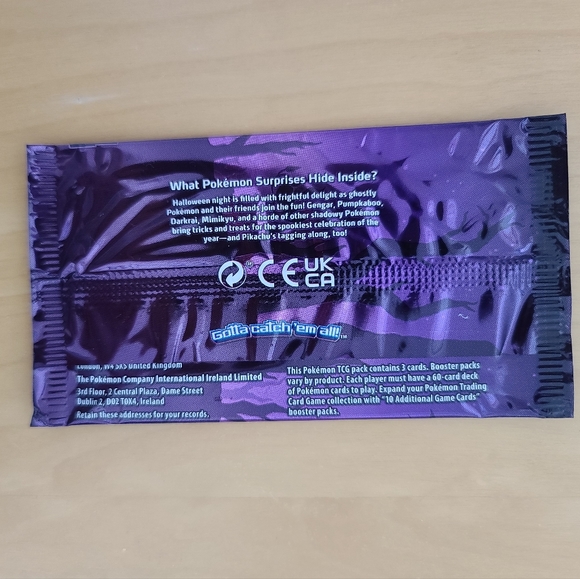 What Pokémon Surprises Hide Inside?
Halloween night is filled with frightful delight as ghostly
Pokémon and their friends join the fun! Gengar, Pumpkaboo,
Darkrai, Mimikyu, and a horde of other shadowy Pokémon
bring tricks and treats for the spookiest celebration of the
year—and Pikachu's tagging along, too!
CE UK
CA
Gotta catch 'em all!™
London, W4 5XS United Kingdom
The Pokémon Company International Ireland Limited
3rd Floor, 2 Central Plaza, Dame Street
Dublin 2, D02 T0X4, Ireland
Retain these addresses for your records.
This Pokémon TCG pack contains 3 cards. Booster packs
vary by product. Each player must have a 60-card deck
of Pokémon cards to play. Expand your Pokémon Trading
Card Game collection with "10 Additional Game Cards"
booster packs.